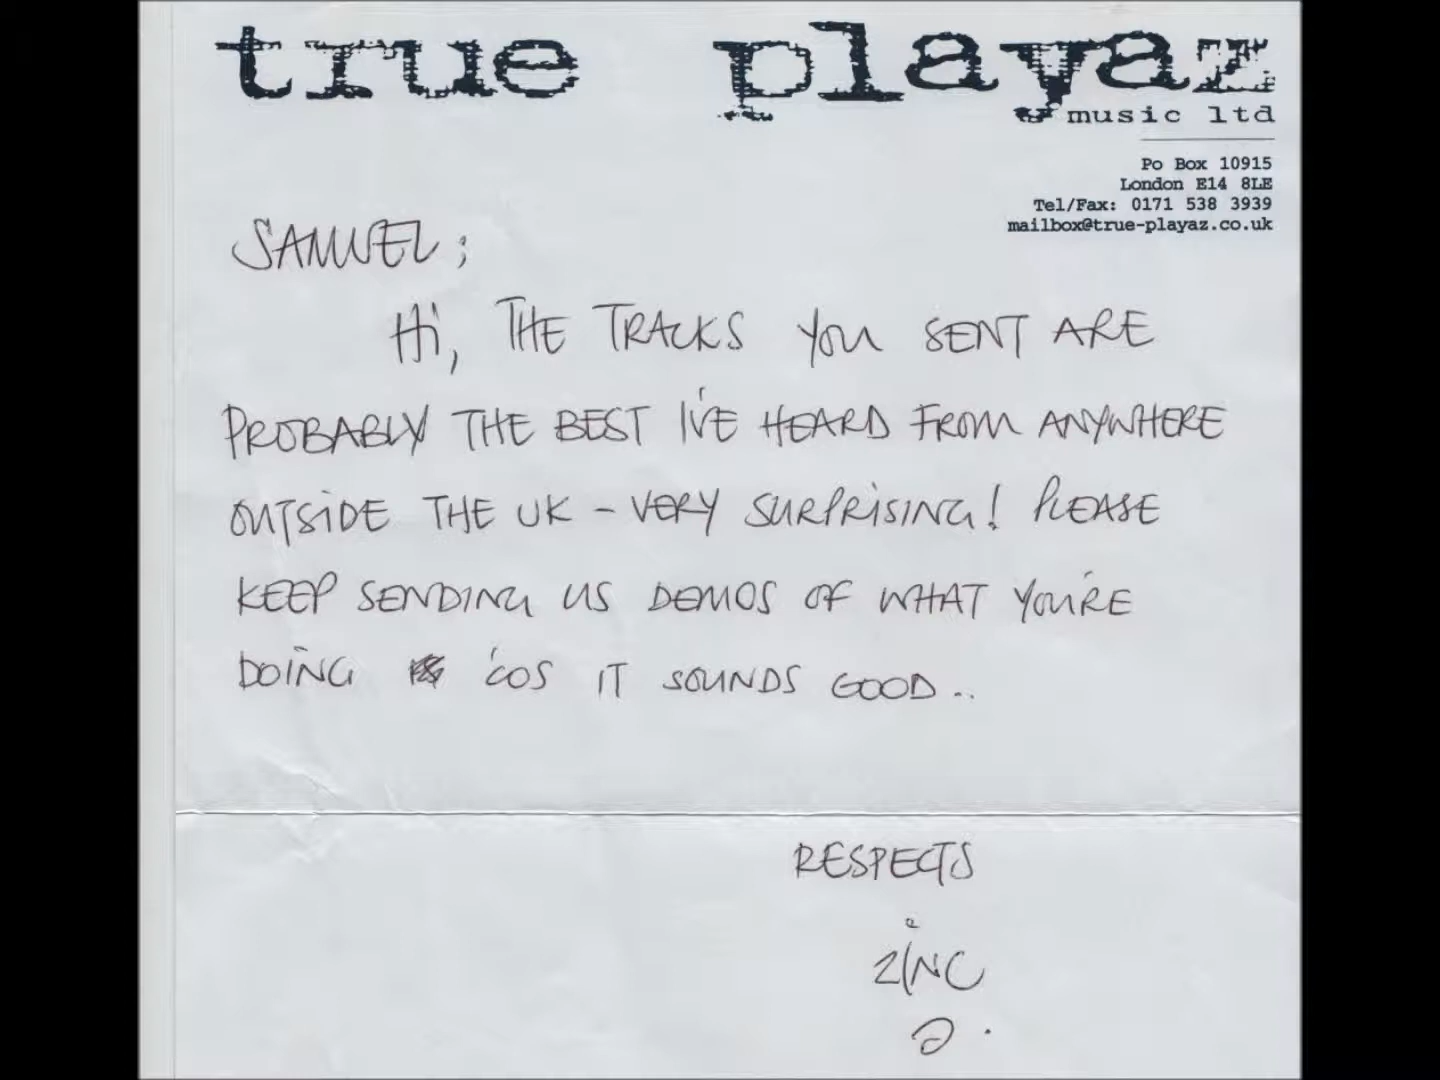 true playaz
music ltd
Po Box 10915
London E14 8LE
Tel/Fax: 0171 538 3939
mailbox@true-playaz.co.uk
SAMUEL;
Hi, THE TRACKS YOU SENT ARE
PROBABLY THE BEST I'VE HEARD FROM ANYWHERE
OUTSIDE THE UK - VERY SURPRISING! PLEASE
KEEP SENDING US DEMOS OF WHAT YOU'RE
DOING 'COS IT SOUNDS GOOD..
RESPECTS
ZINC